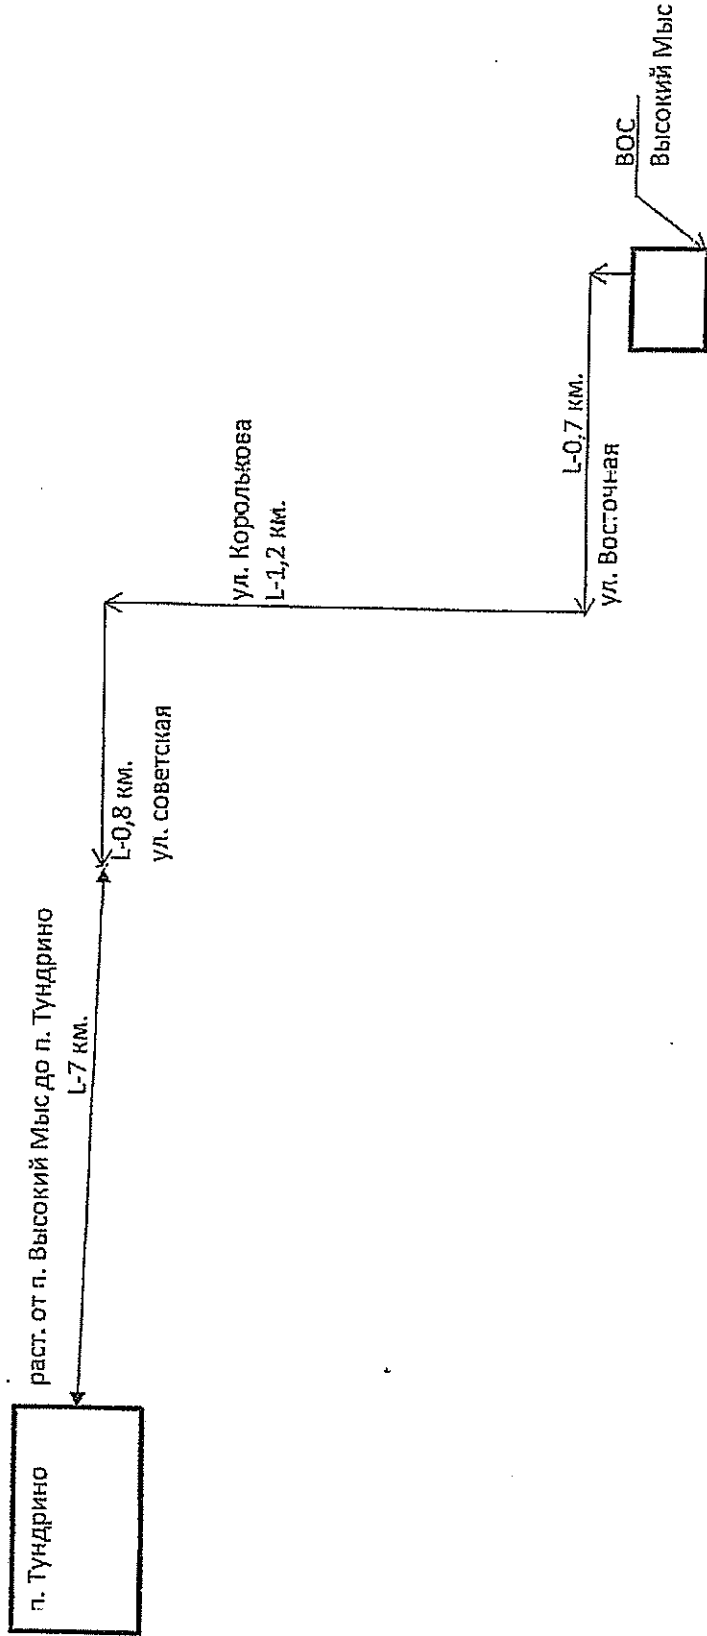 п. Тундрино
раст. от п. Высокий Мыс до п. Тундрино
L-7 км.
L-0,8 км.
ул. советская
ул. Королькова
L-1,2 км.
L-0,7 км.
ул. Восточная
ВОС
Высокий Мыс